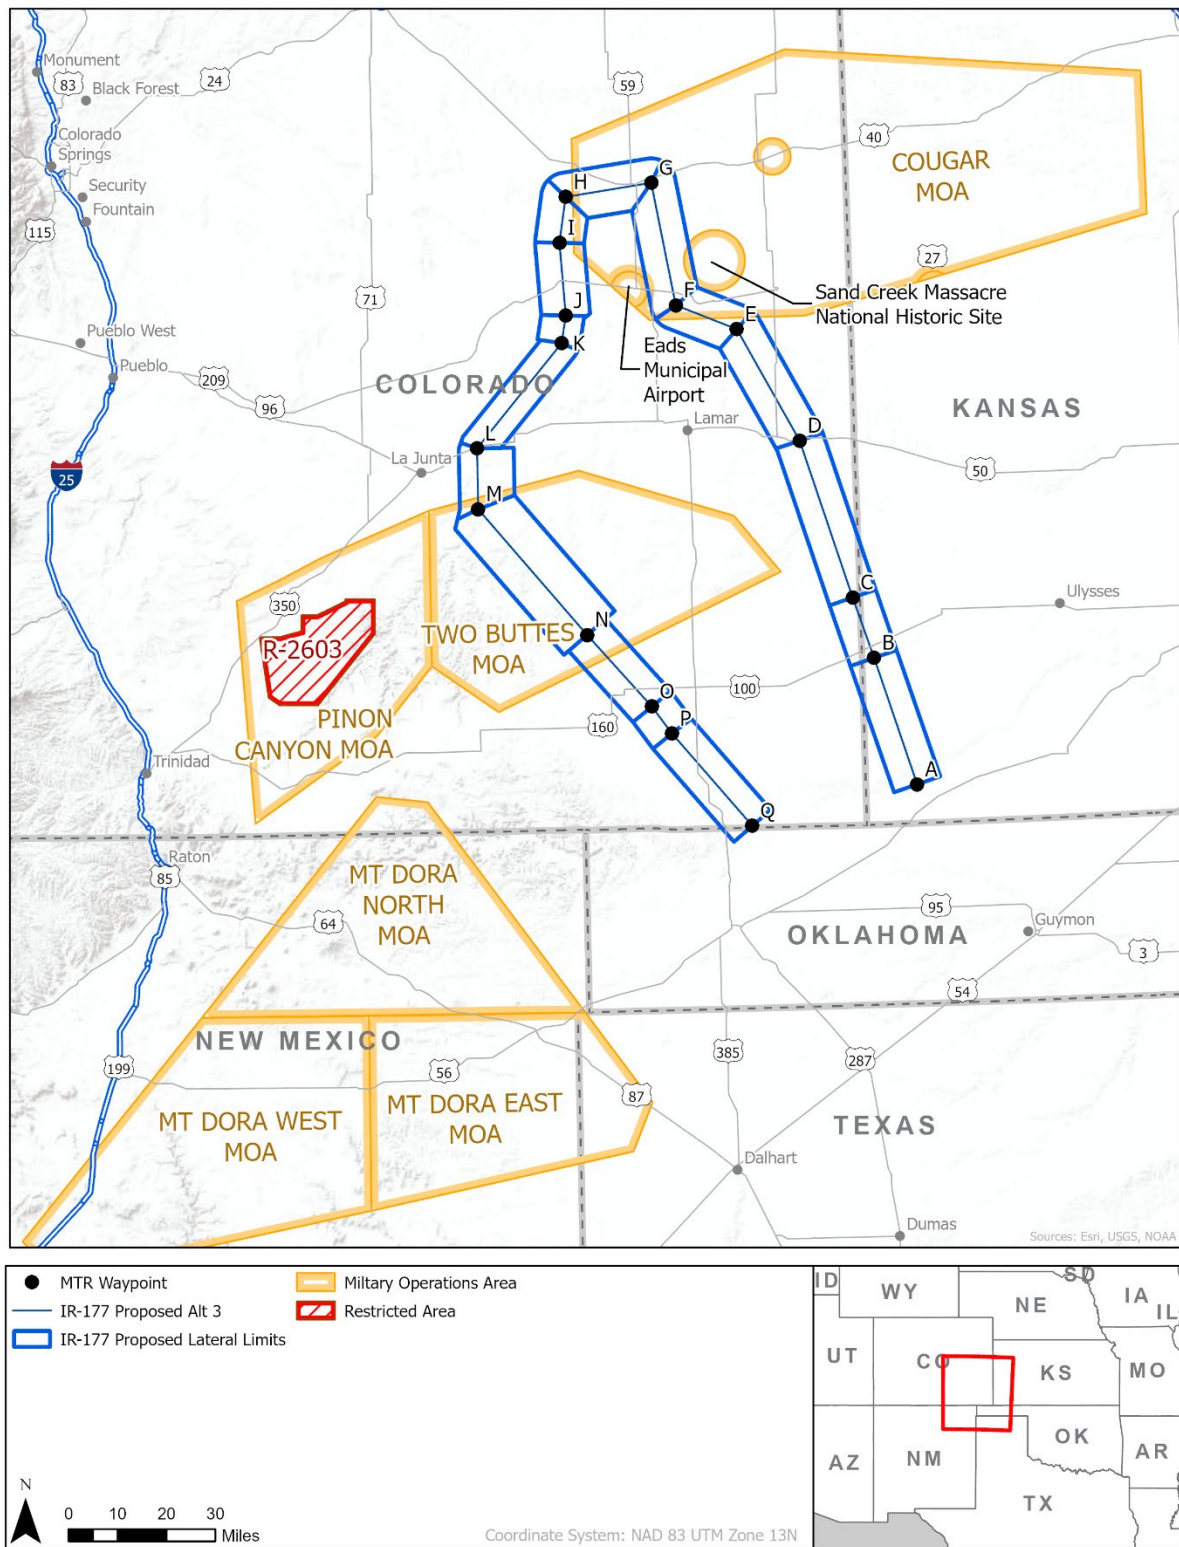 Monument
83
Black Forest
24
59
Colorado
Springs
40
COUGAR
MOA
G
H
Security
Fountain
115
I
27
71
Sand Creek Massacre
National Historic Site
F
J
E
Pueblo West
K
Eads
Municipal
Airport
Pueblo
209
COLORADO
96
KANSAS
Lamar
D
L
La Junta
50
25
M
C
Ulysses
350
N
TWO BUTTES
MOA
R-2603
B
100
O
P
160
PINON
CANYON MOA
Trinidad
A
Q
Raton
85
MT DORA
NORTH
MOA
64
95
Guymon
OKLAHOMA
3
54
NEW MEXICO
199
56
385
287
87
MT DORA WEST
MOA
MT DORA EAST
MOA
TEXAS
Dalhart
Dumas
Sources: Esri, USGS, NOAA
MTR Waypoint
IR-177 Proposed Alt 3
IR-177 Proposed Lateral Limits
Miltary Operations Area
Restricted Area
N
0 10 20 30
Miles
Coordinate System: NAD 83 UTM Zone 13N
ID
WY
SD
NE
IA
IL
UT
CO
KS
MO
AZ
NM
OK
AR
TX